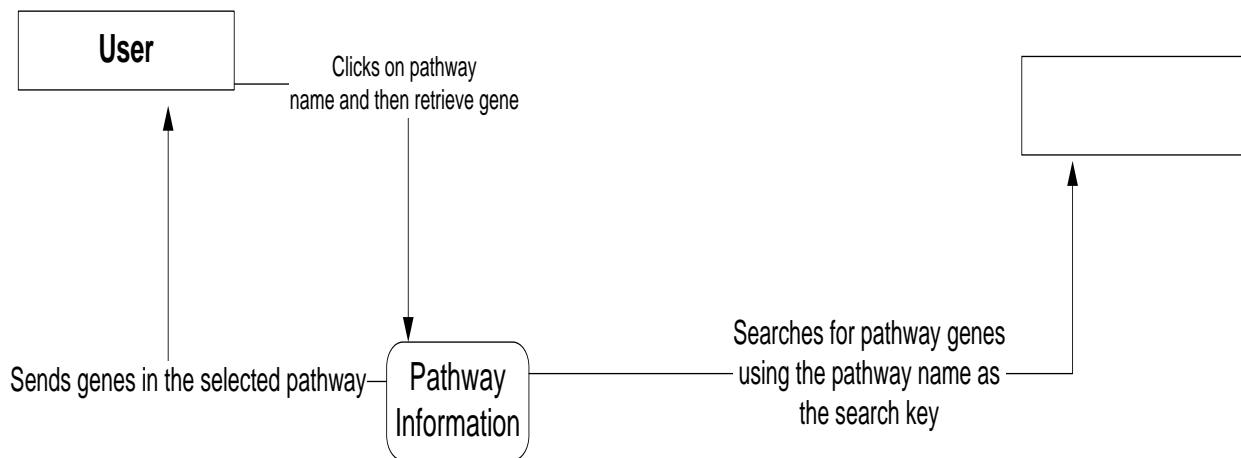 User
Clicks on pathway
name and then retrieve gene
Sends genes in the selected pathway
Pathway
Information
Searches for pathway genes
using the pathway name as
the search key